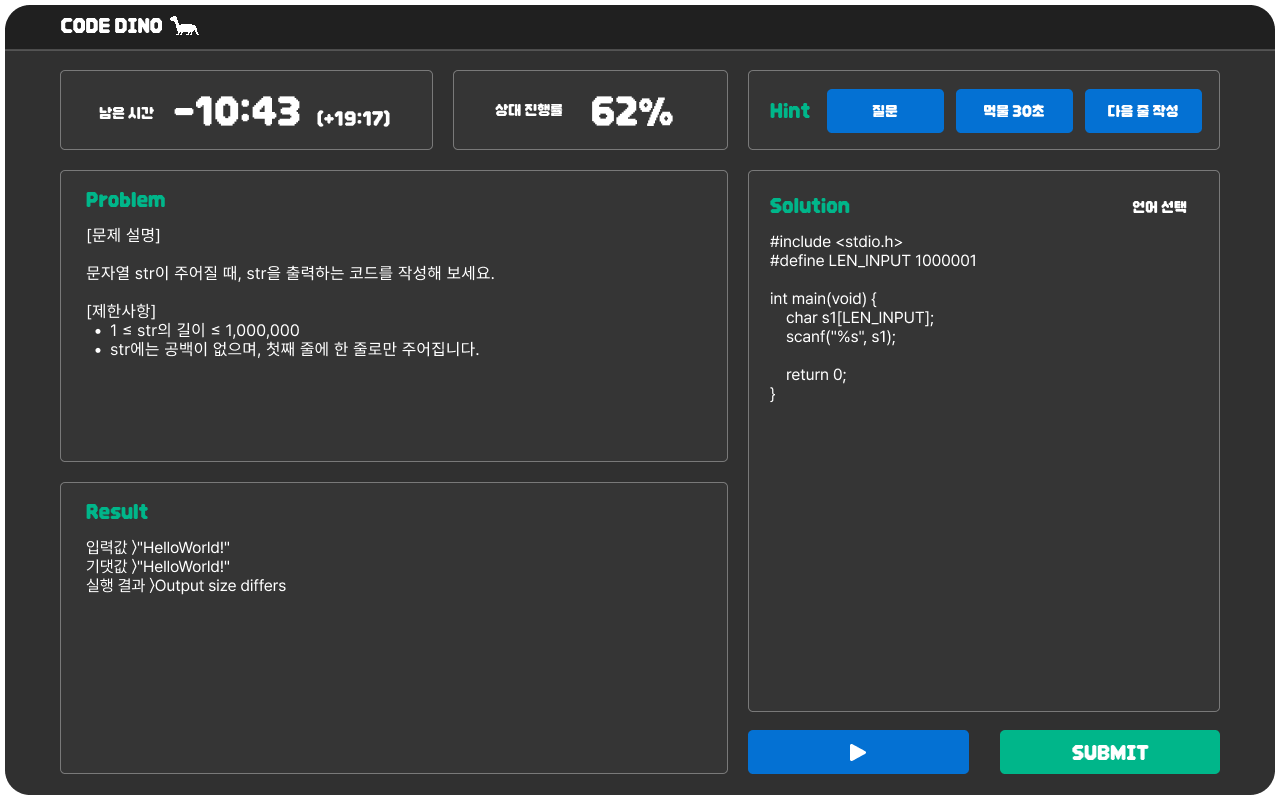 CODE DINO
남은 시간 -10:43 (+19:17)
상대 진행률 62%
Hint 질문 먹물 30초 다음 줄 작성
Problem
[문제 설명]
문자열 str이 주어질 때, str을 출력하는 코드를 작성해 보세요.
[제한사항]
• 1 ≤ str의 길이 ≤ 1,000,000
• str에는 공백이 없으며, 첫째 줄에 한 줄로만 주어집니다.
Result
입력값 〉"HelloWorld!"
기댓값 〉"HelloWorld!"
실행 결과 〉Output size differs
Solution 언어 선택
#include <stdio.h>
#define LEN_INPUT 1000001
int main(void) {
    char s1[LEN_INPUT];
    scanf("%s", s1);
    return 0;
}
SUBMIT